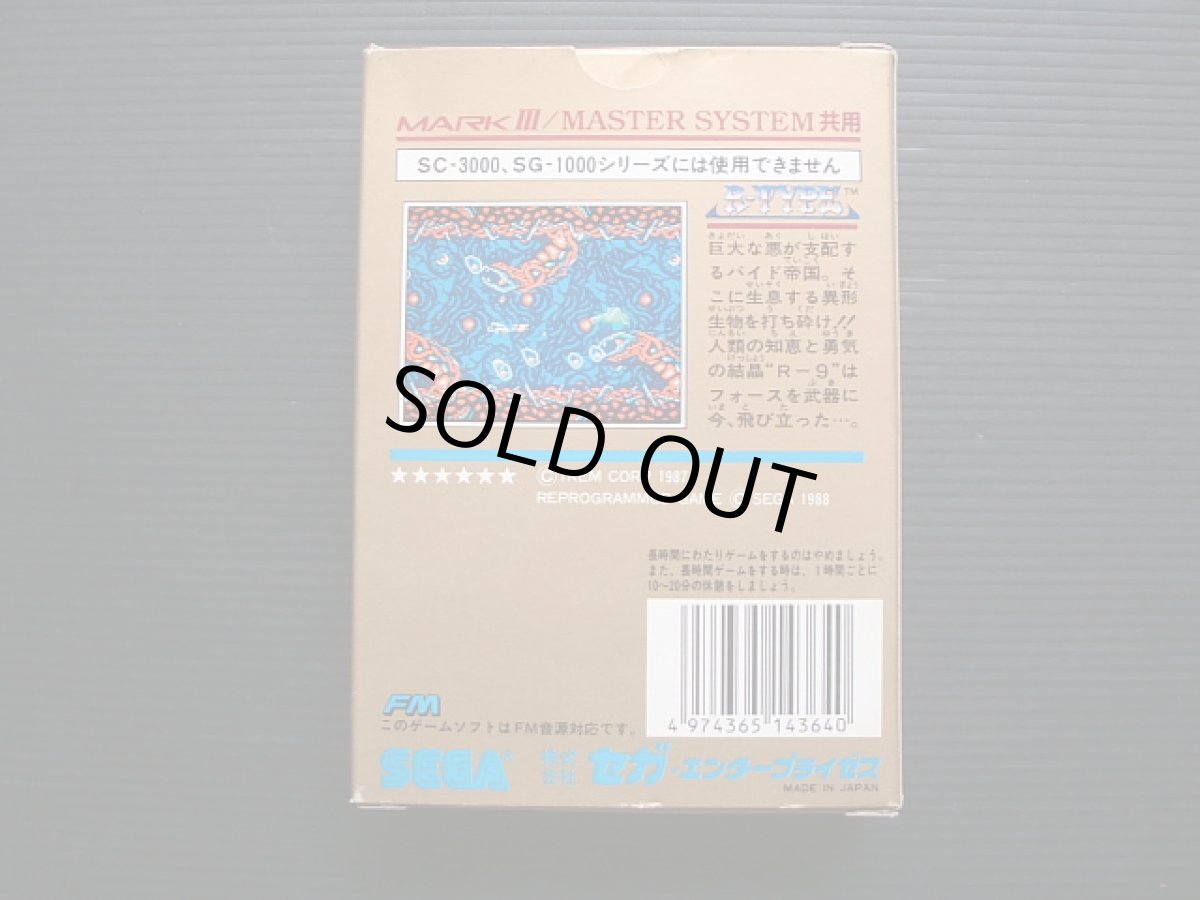 MARK III/MASTER SYSTEM共用
SC-3000、SG-1000シリーズには使用できません
R-TYPE™
巨大な悪が支配す
るバイド帝国。そ
こに生息する異形
生物を打ち砕け!!
人類の知恵と勇気
の結晶"R-9"は
フォースを武器に
今、飛び立った…。
SOLD OUT
★★★★★★
©IREM CORP 1987
REPROGRAMMED GAME ©SEGA 1988
長時間にわたりゲームをするのはやめましょう。
また、長時間ゲームをする時は、1時間ごとに
10〜20分の休憩をしましょう。
4 974365 143640
FM
このゲームソフトはFM音源対応です。
SEGA® 株式会社 セガ・エンタープライゼス
MADE IN JAPAN